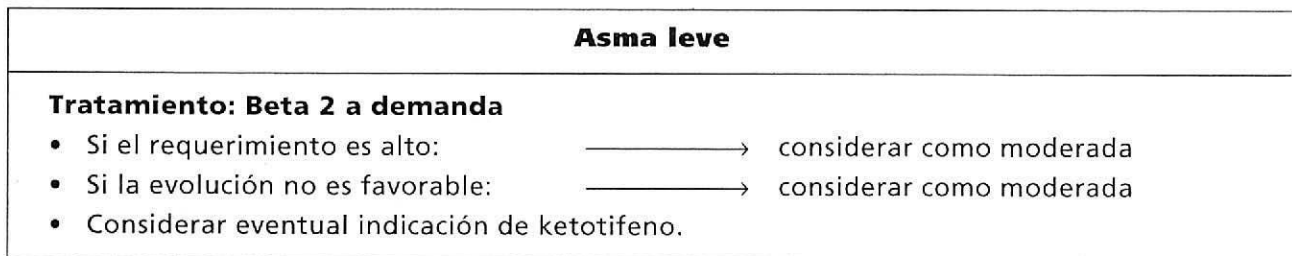 Asma leve
Tratamiento: Beta 2 a demanda
• Si el requerimiento es alto: ⟶ considerar como moderada
• Si la evolución no es favorable: ⟶ considerar como moderada
• Considerar eventual indicación de ketotifeno.